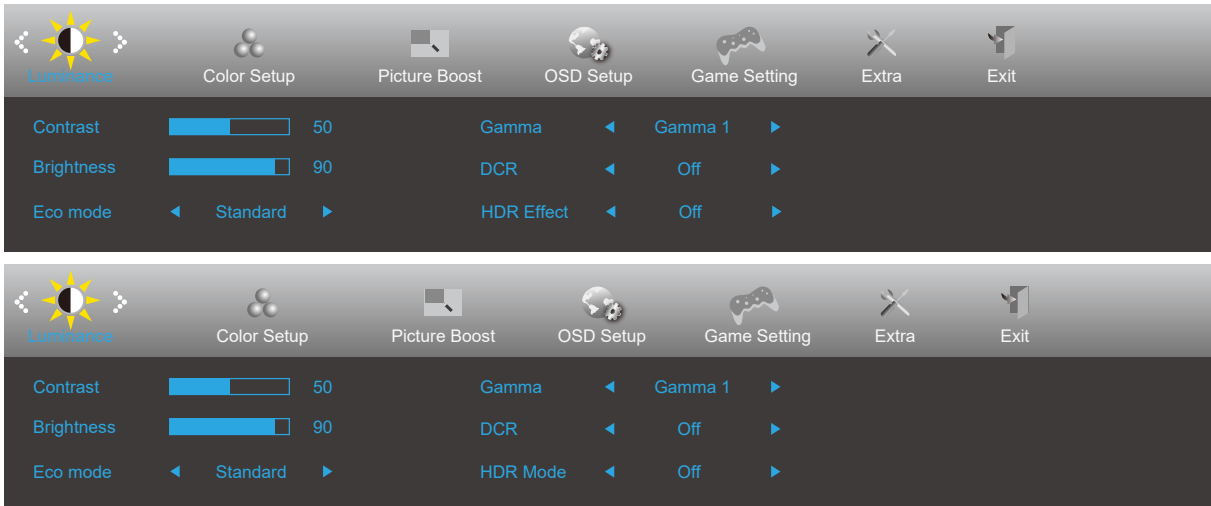 Luminance Color Setup Picture Boost OSD Setup Game Setting Extra Exit
Contrast 50 Gamma Gamma 1
Brightness 90 DCR Off
Eco mode Standard HDR Effect Off
Luminance Color Setup Picture Boost OSD Setup Game Setting Extra Exit
Contrast 50 Gamma Gamma 1
Brightness 90 DCR Off
Eco mode Standard HDR Mode Off